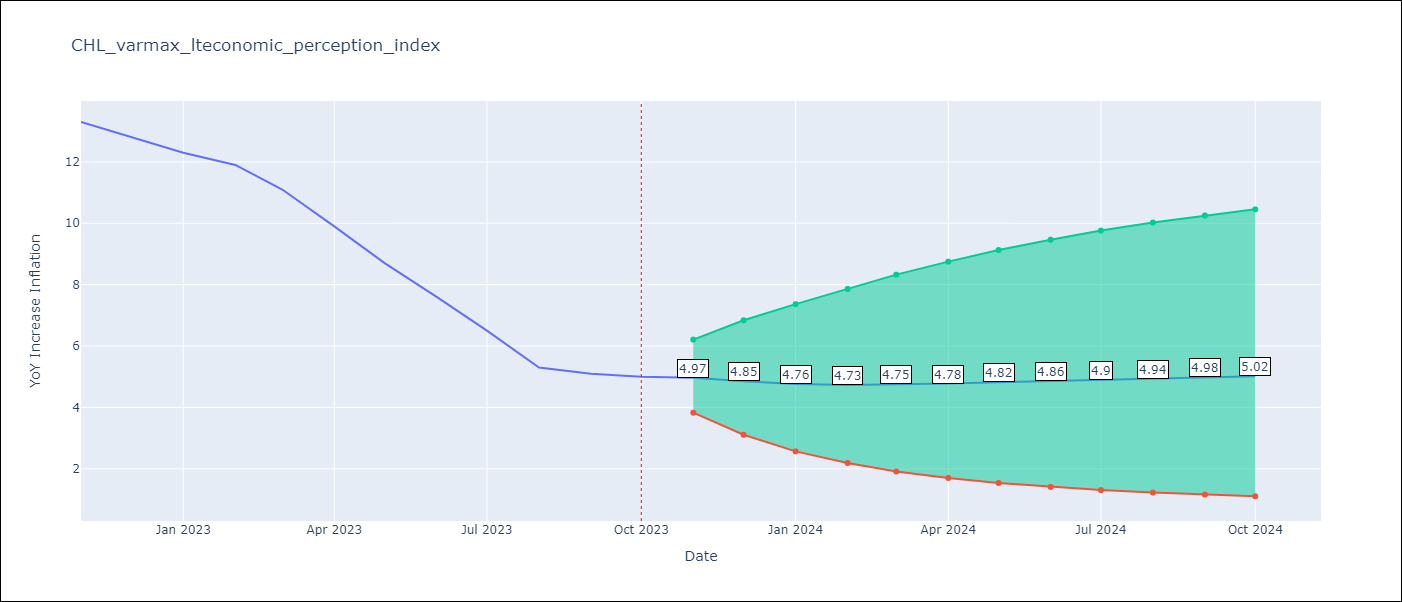 CHL_varmax_lteconomic_perception_index
YoY Increase Inflation
12
10
8
6
4
2
4.97
4.85
4.76
4.73
4.75
4.78
4.82
4.86
4.9
4.94
4.98
5.02
Jan 2023
Apr 2023
Jul 2023
Oct 2023
Jan 2024
Apr 2024
Jul 2024
Oct 2024
Date